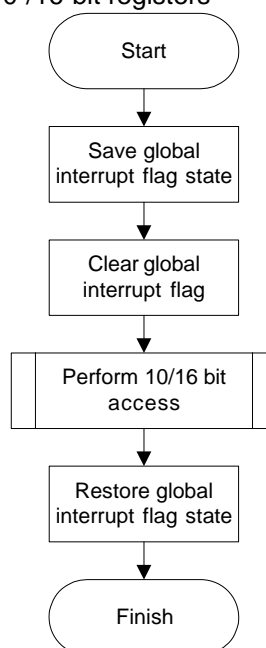 /16 bit registers
Start
Save global
interrupt flag state
Clear global
interrupt flag
Perform 10/16 bit
access
Restore global
interrupt flag state
Finish